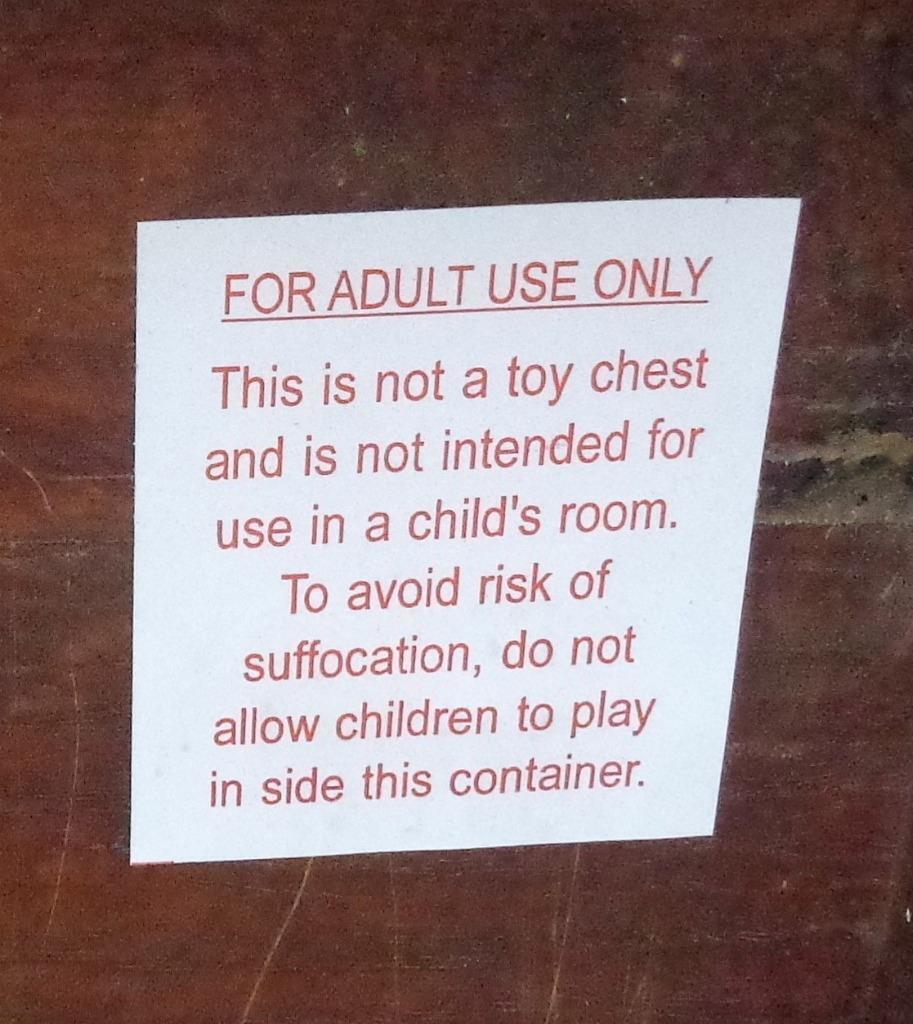 FOR ADULT USE ONLY
This is not a toy chest
and is not intended for
use in a child's room.
To avoid risk of
suffocation, do not
allow children to play
in side this container.